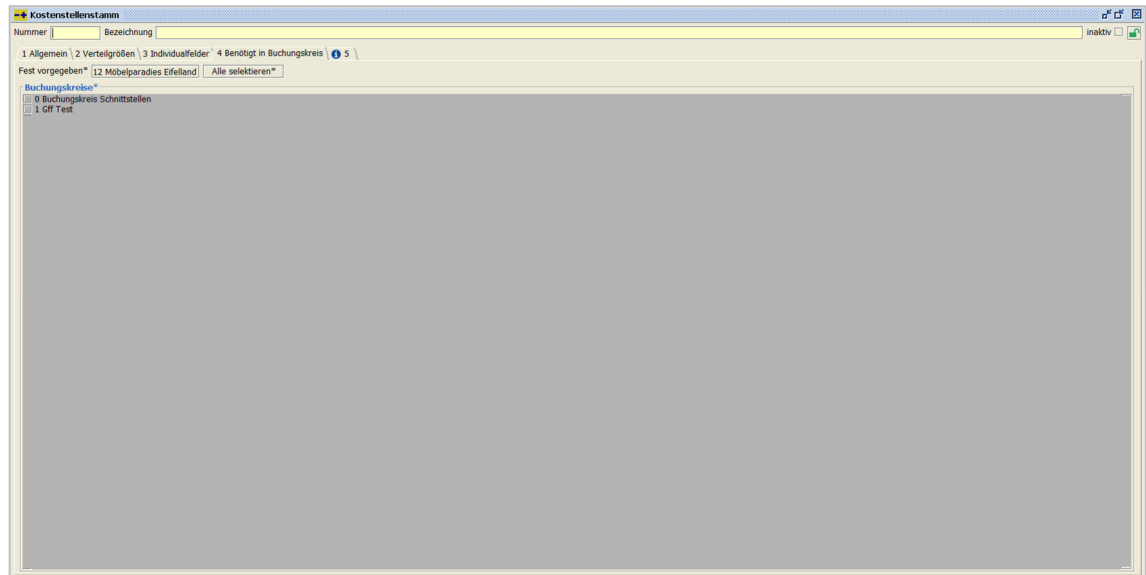 Kostenstellenstamm
Nummer Bezeichnung inaktiv
1 Allgemein 2 Verteilgrößen 3 Individualfelder 4 Benötigt in Buchungskreis 5
Fest vorgegeben* 12 Möbelparadies Eifelland Alle selektieren*
Buchungskreise*
0 Buchungskreis Schnittstellen
1 Gff Test